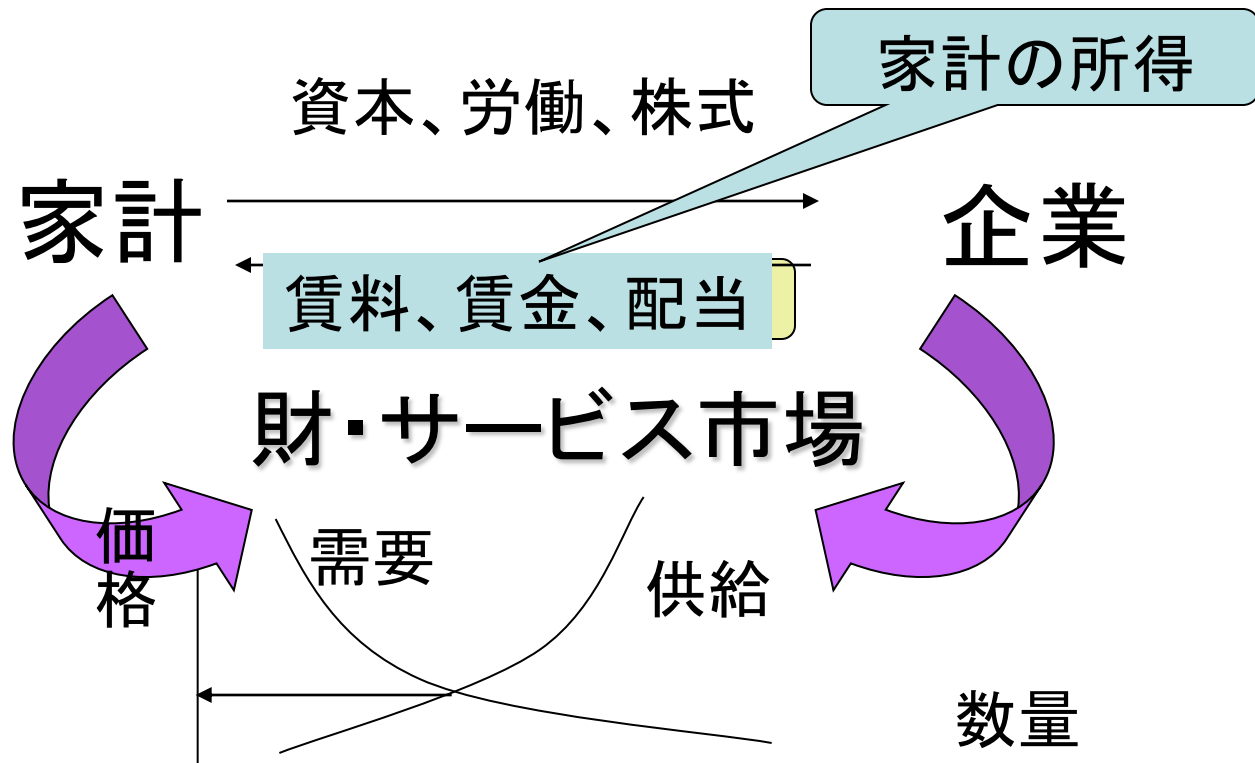 家計の所得
資本、労働、株式
家計
企業
賃料、賃金、配当
財・サービス市場
価
格
需要
供給
数量